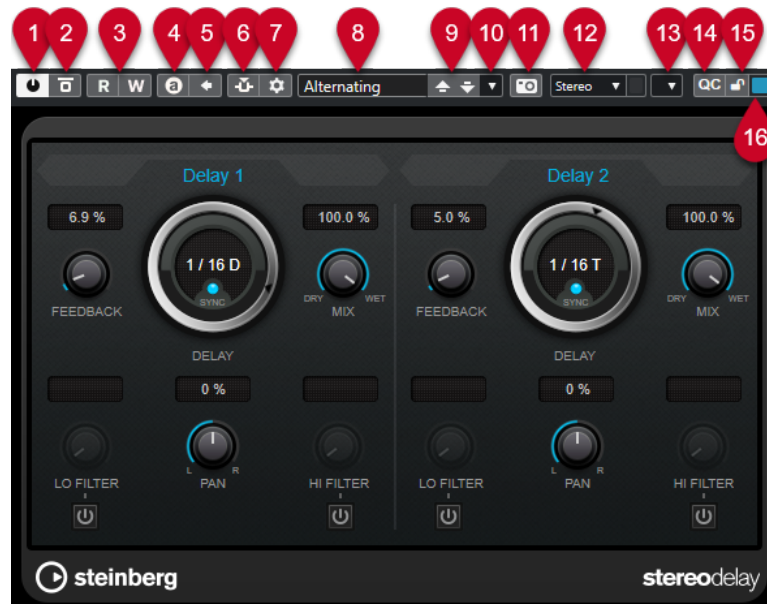 1 2 3 4 5 6 7 8 9 10 11 12 13 14 15
R W a Alternating Stereo QC
16
Delay 1 Delay 2
6.9 % 100.0 % 5.0 % 100.0 %
1 / 16 D 1 / 16 T
SYNC SYNC
DRY WET DRY WET
FEEDBACK MIX FEEDBACK MIX
DELAY DELAY
0 % 0 %
L R L R
LO FILTER PAN HI FILTER LO FILTER PAN HI FILTER
steinberg stereodelay